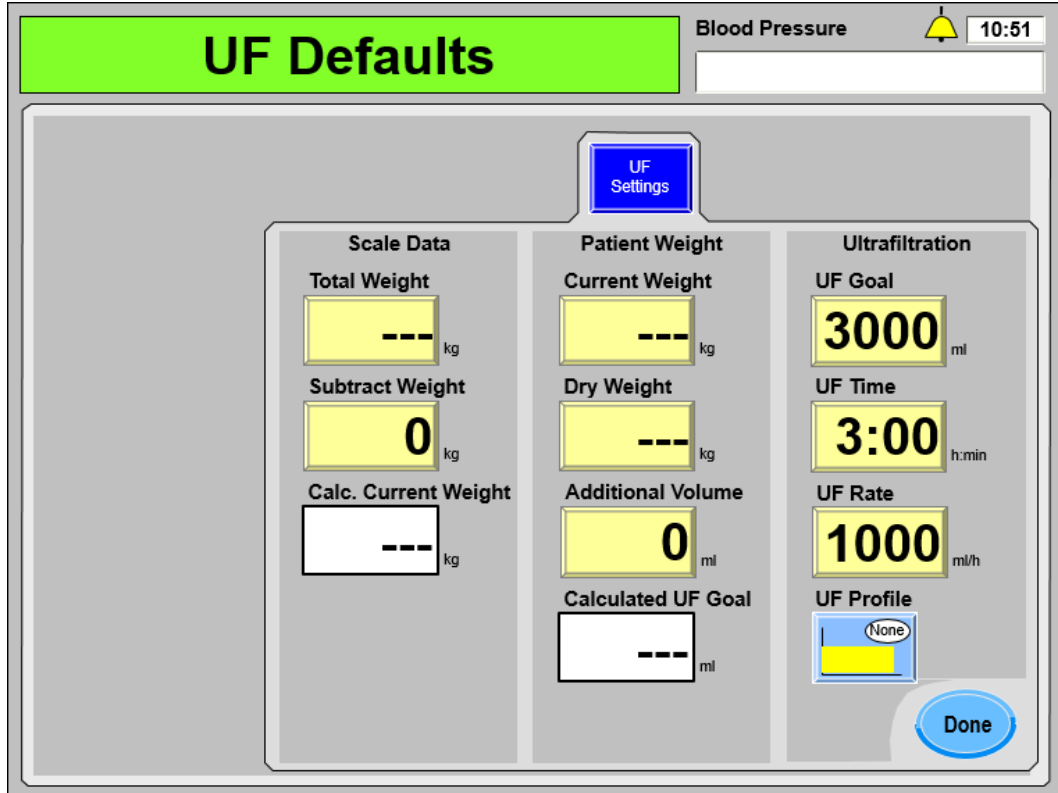 UF Defaults
Blood Pressure
10:51
UF
Settings
Scale Data
Total Weight
--- kg
Subtract Weight
0 kg
Calc. Current Weight
--- kg
Patient Weight
Current Weight
--- kg
Dry Weight
--- kg
Additional Volume
0 ml
Calculated UF Goal
--- ml
Ultrafiltration
UF Goal
3000 ml
UF Time
3:00 h:min
UF Rate
1000 ml/h
UF Profile
None
Done